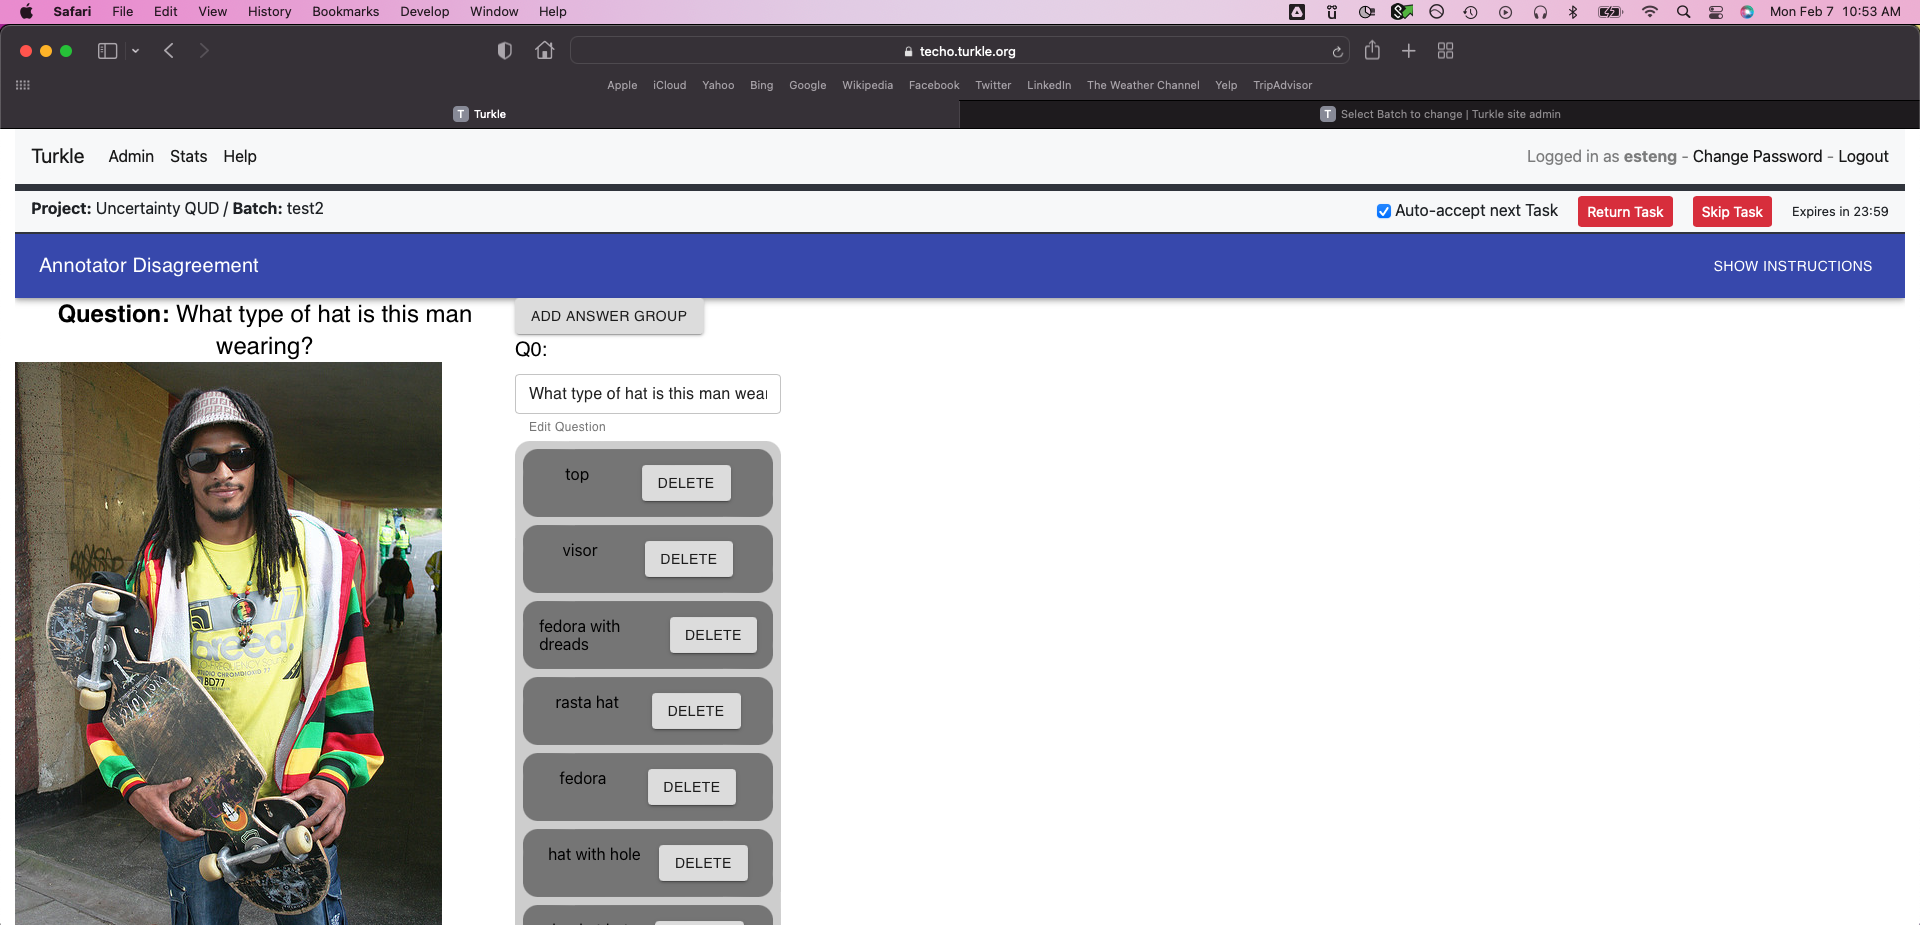 Safari File Edit View History Bookmarks Develop Window Help Mon Feb 7 10:53 AM
techo.turkle.org
Apple iCloud Yahoo Bing Google Wikipedia Facebook Twitter LinkedIn The Weather Channel Yelp TripAdvisor
T Turkle T Select Batch to change | Turkle site admin
Turkle Admin Stats Help Logged in as esteng - Change Password - Logout
Project: Uncertainty QUD / Batch: test2 Auto-accept next Task Return Task Skip Task Expires in 23:59
Annotator Disagreement SHOW INSTRUCTIONS
Question: What type of hat is this man
wearing?
ADD ANSWER GROUP
Q0:
What type of hat is this man wear
Edit Question
top DELETE
visor DELETE
fedora with
dreads DELETE
rasta hat DELETE
fedora DELETE
hat with hole DELETE
breed.
BD77